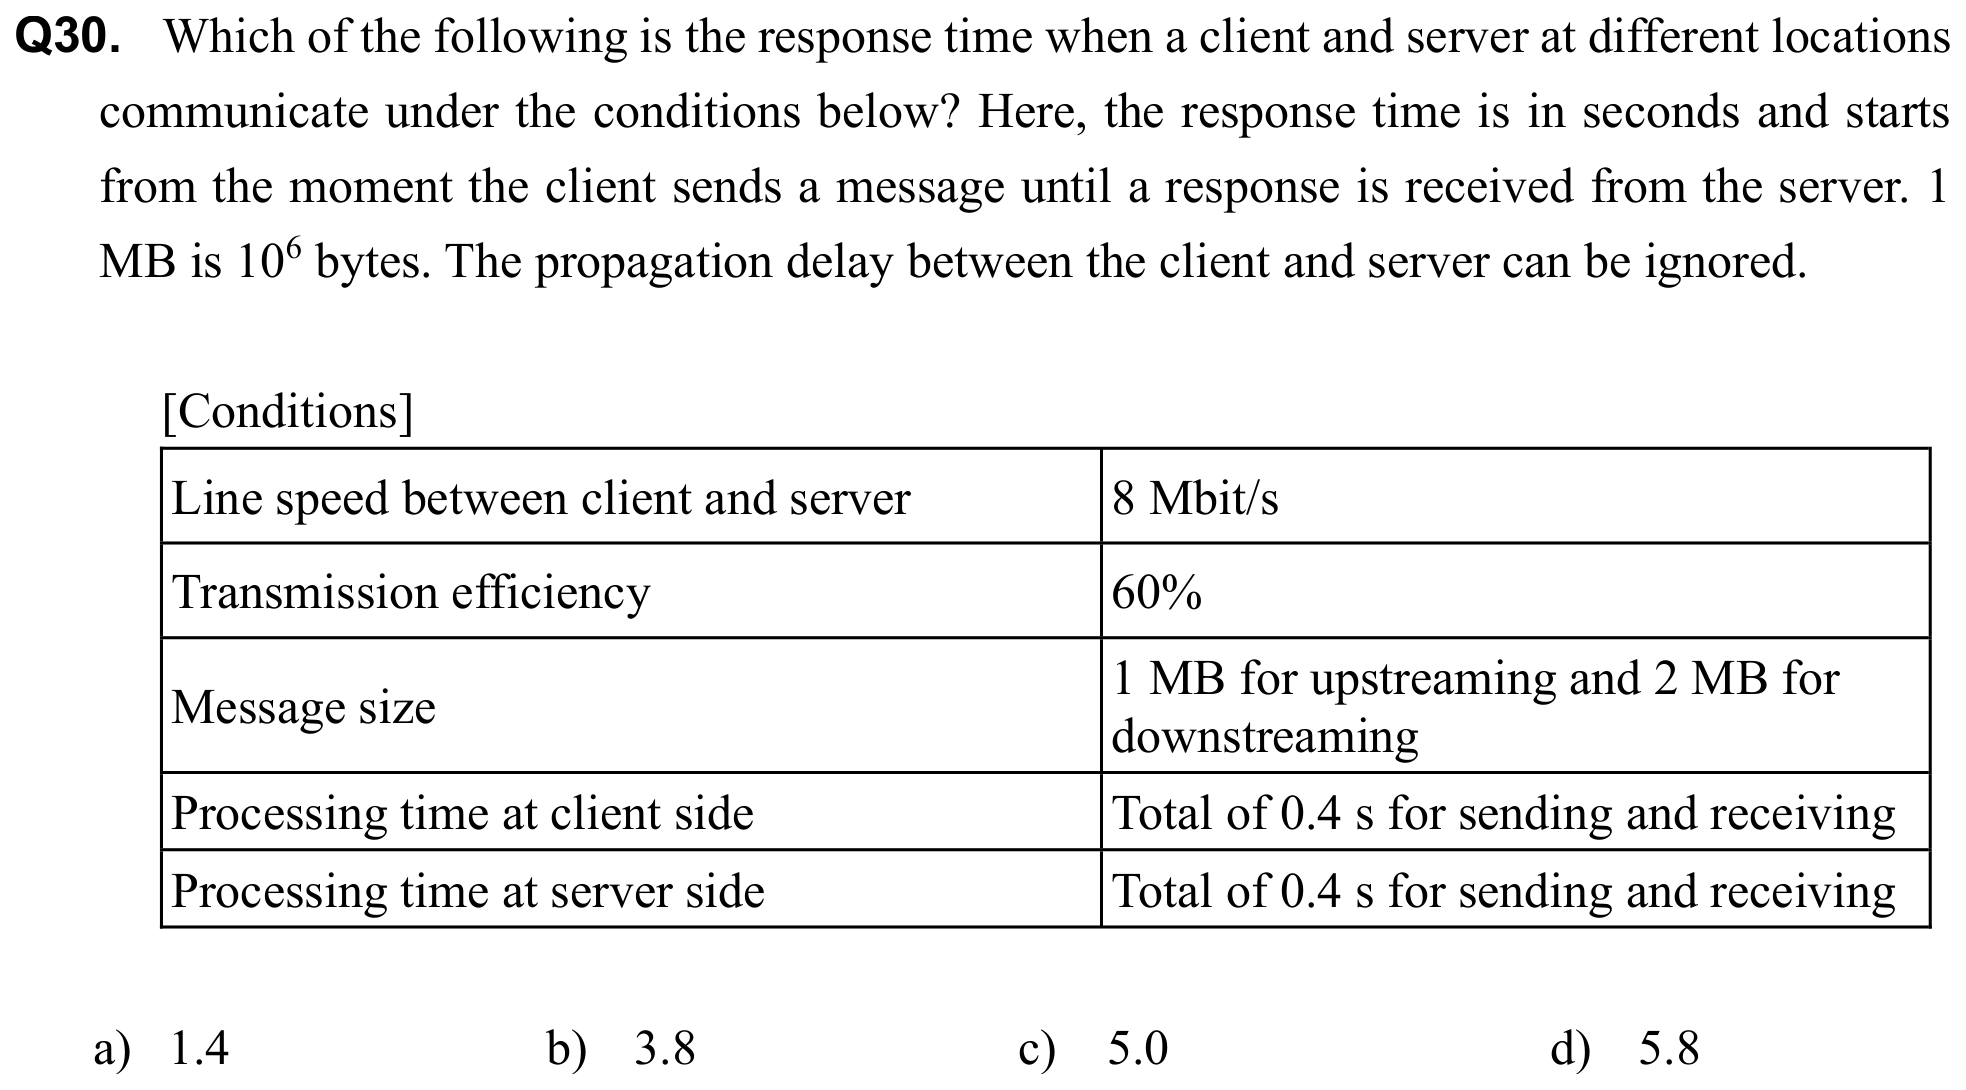 Q30. Which of the following is the response time when a client and server at different locations
communicate under the conditions below? Here, the response time is in seconds and starts
from the moment the client sends a message until a response is received from the server. 1
MB is 10⁶ bytes. The propagation delay between the client and server can be ignored.
[Conditions]
Line speed between client and server 8 Mbit/s
Transmission efficiency 60%
Message size 1 MB for upstreaming and 2 MB for
downstreaming
Processing time at client side Total of 0.4 s for sending and receiving
Processing time at server side Total of 0.4 s for sending and receiving
a) 1.4 b) 3.8 c) 5.0 d) 5.8